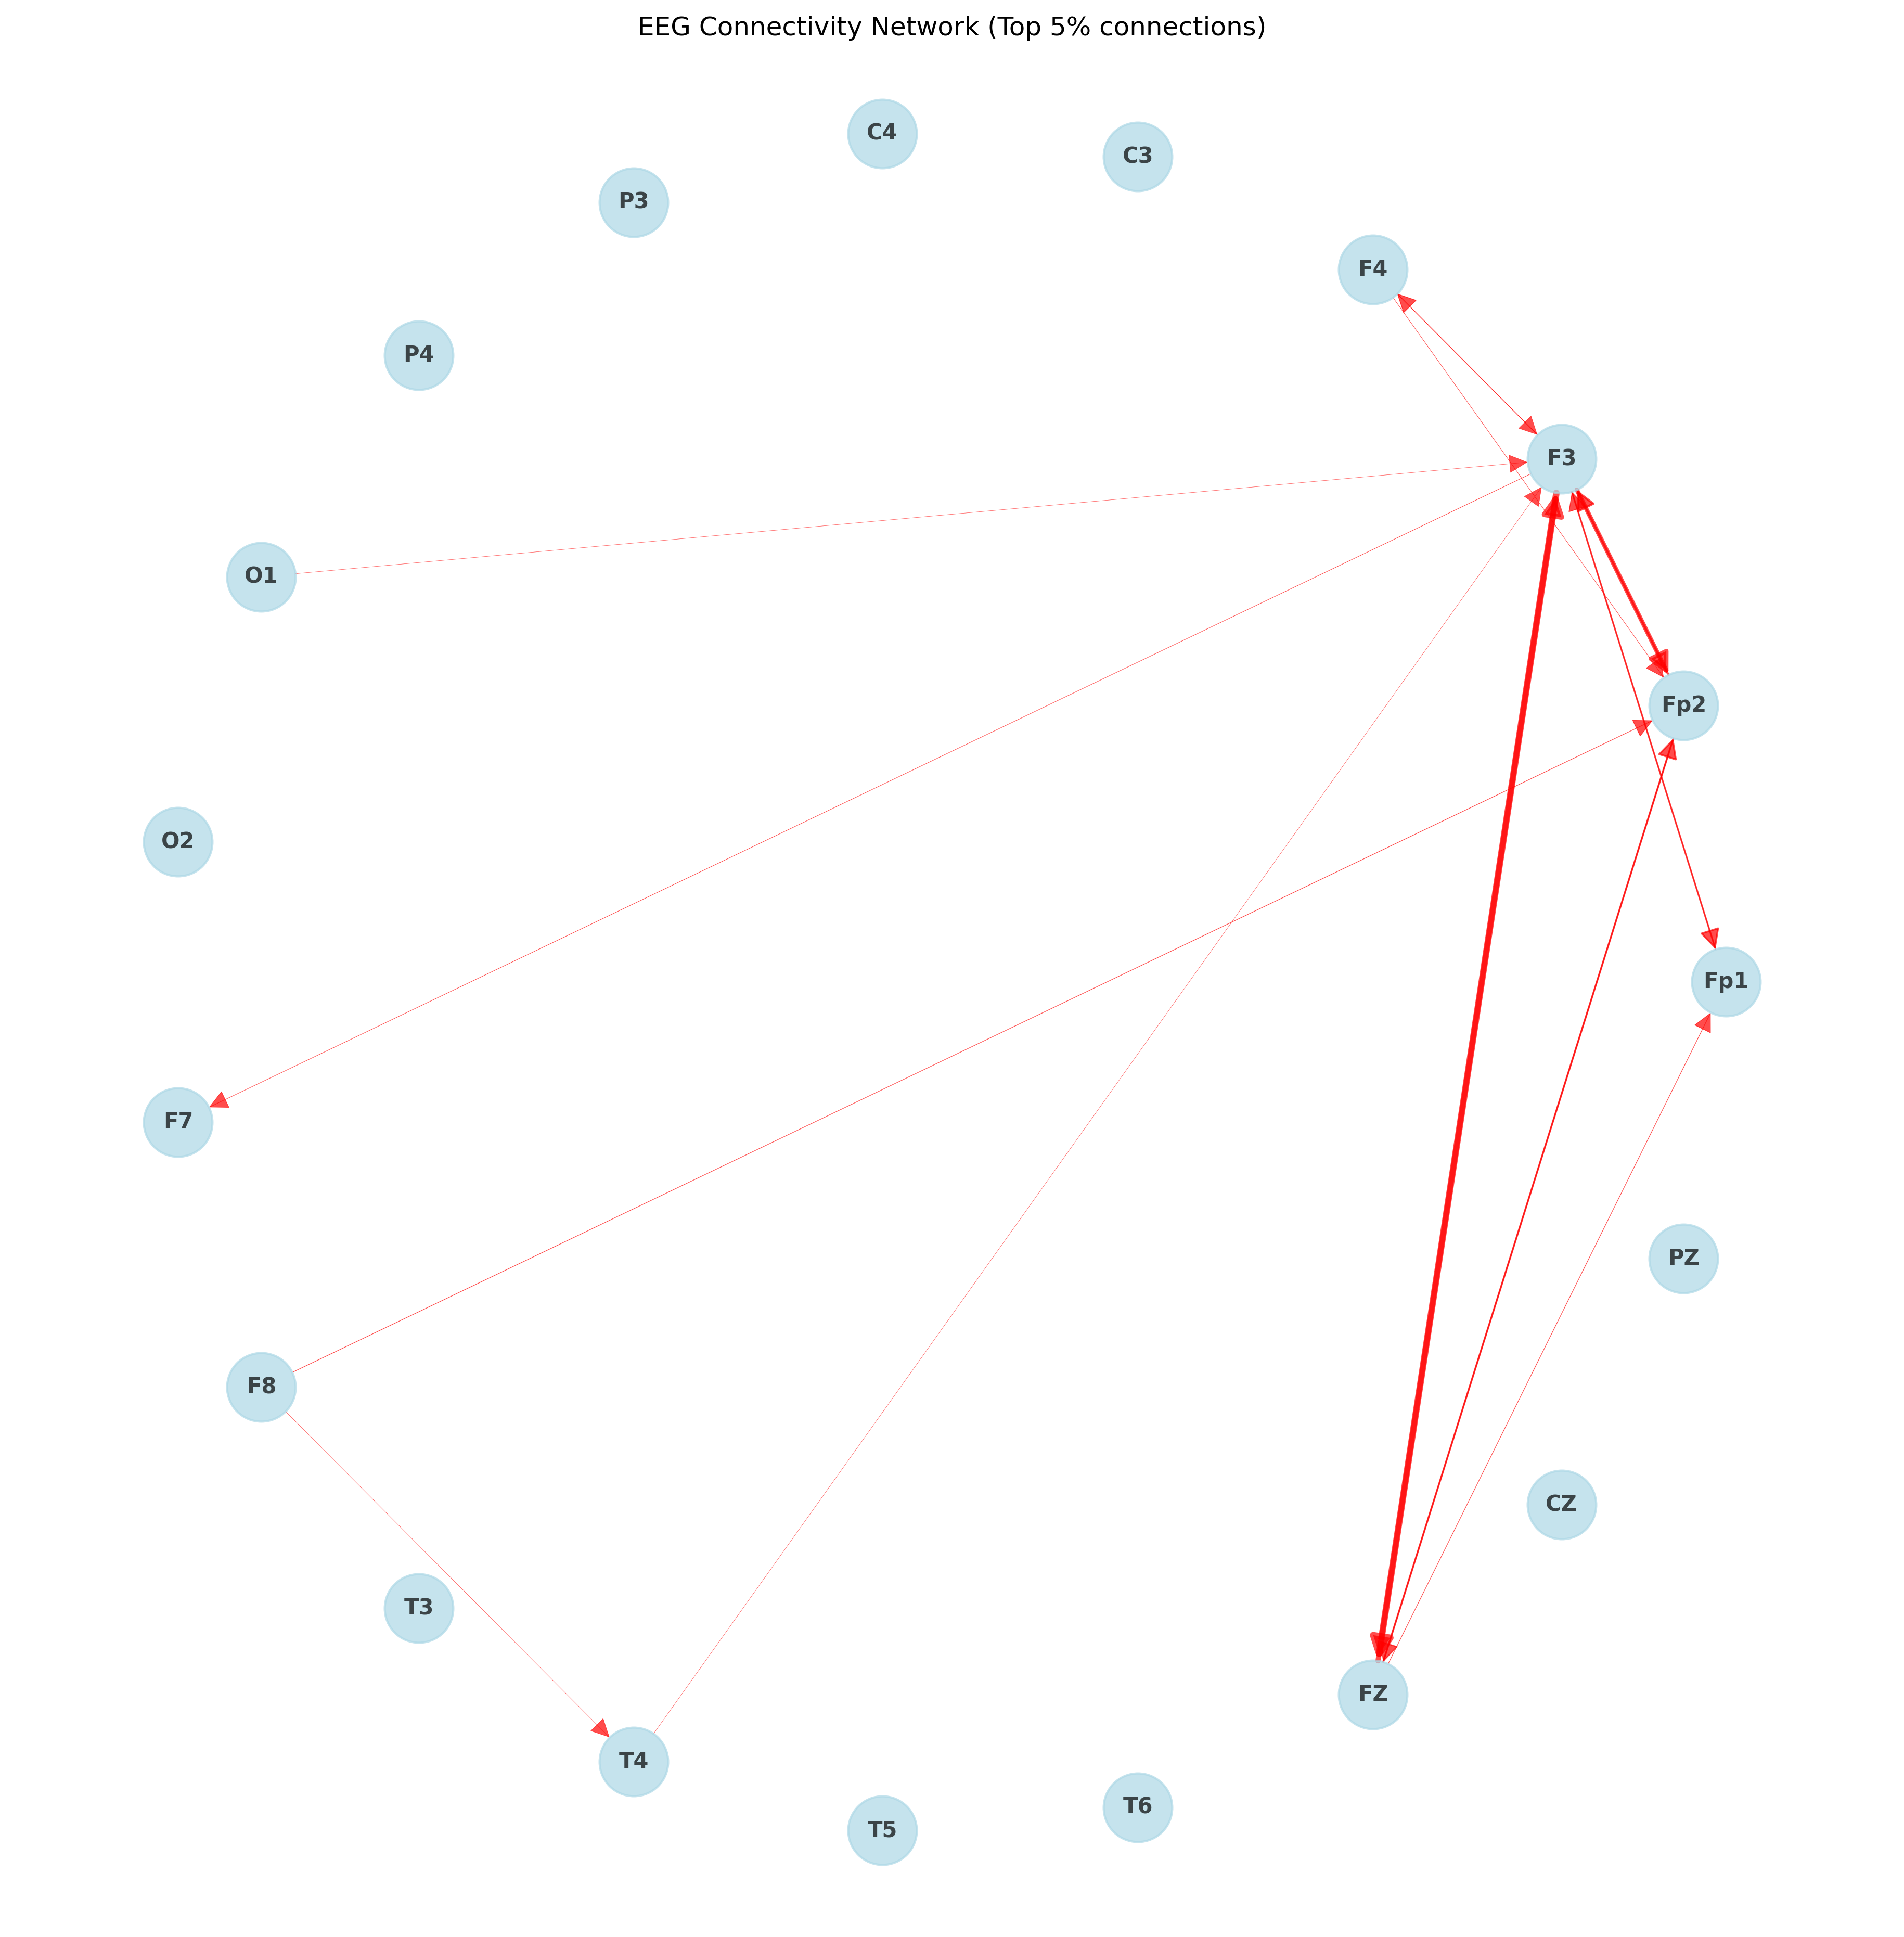 EEG Connectivity Network (Top 5% connections)
C4
C3
P3
F4
P4
F3
O1
Fp2
O2
Fp1
F7
PZ
F8
CZ
T3
FZ
T4
T6
T5